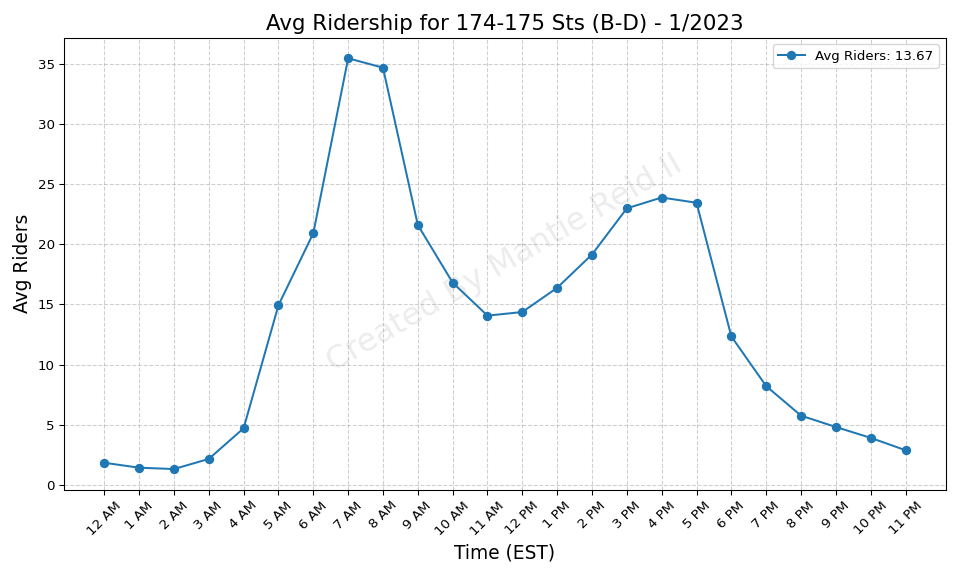 Avg Ridership for 174-175 Sts (B-D) - 1/2023
Avg Riders: 13.67
35
30
25
20
15
10
5
0
Avg Riders
Created By Mantie Reid II
12 AM
1 AM
2 AM
3 AM
4 AM
5 AM
6 AM
7 AM
8 AM
9 AM
10 AM
11 AM
12 PM
1 PM
2 PM
3 PM
4 PM
5 PM
6 PM
7 PM
8 PM
9 PM
10 PM
11 PM
Time (EST)